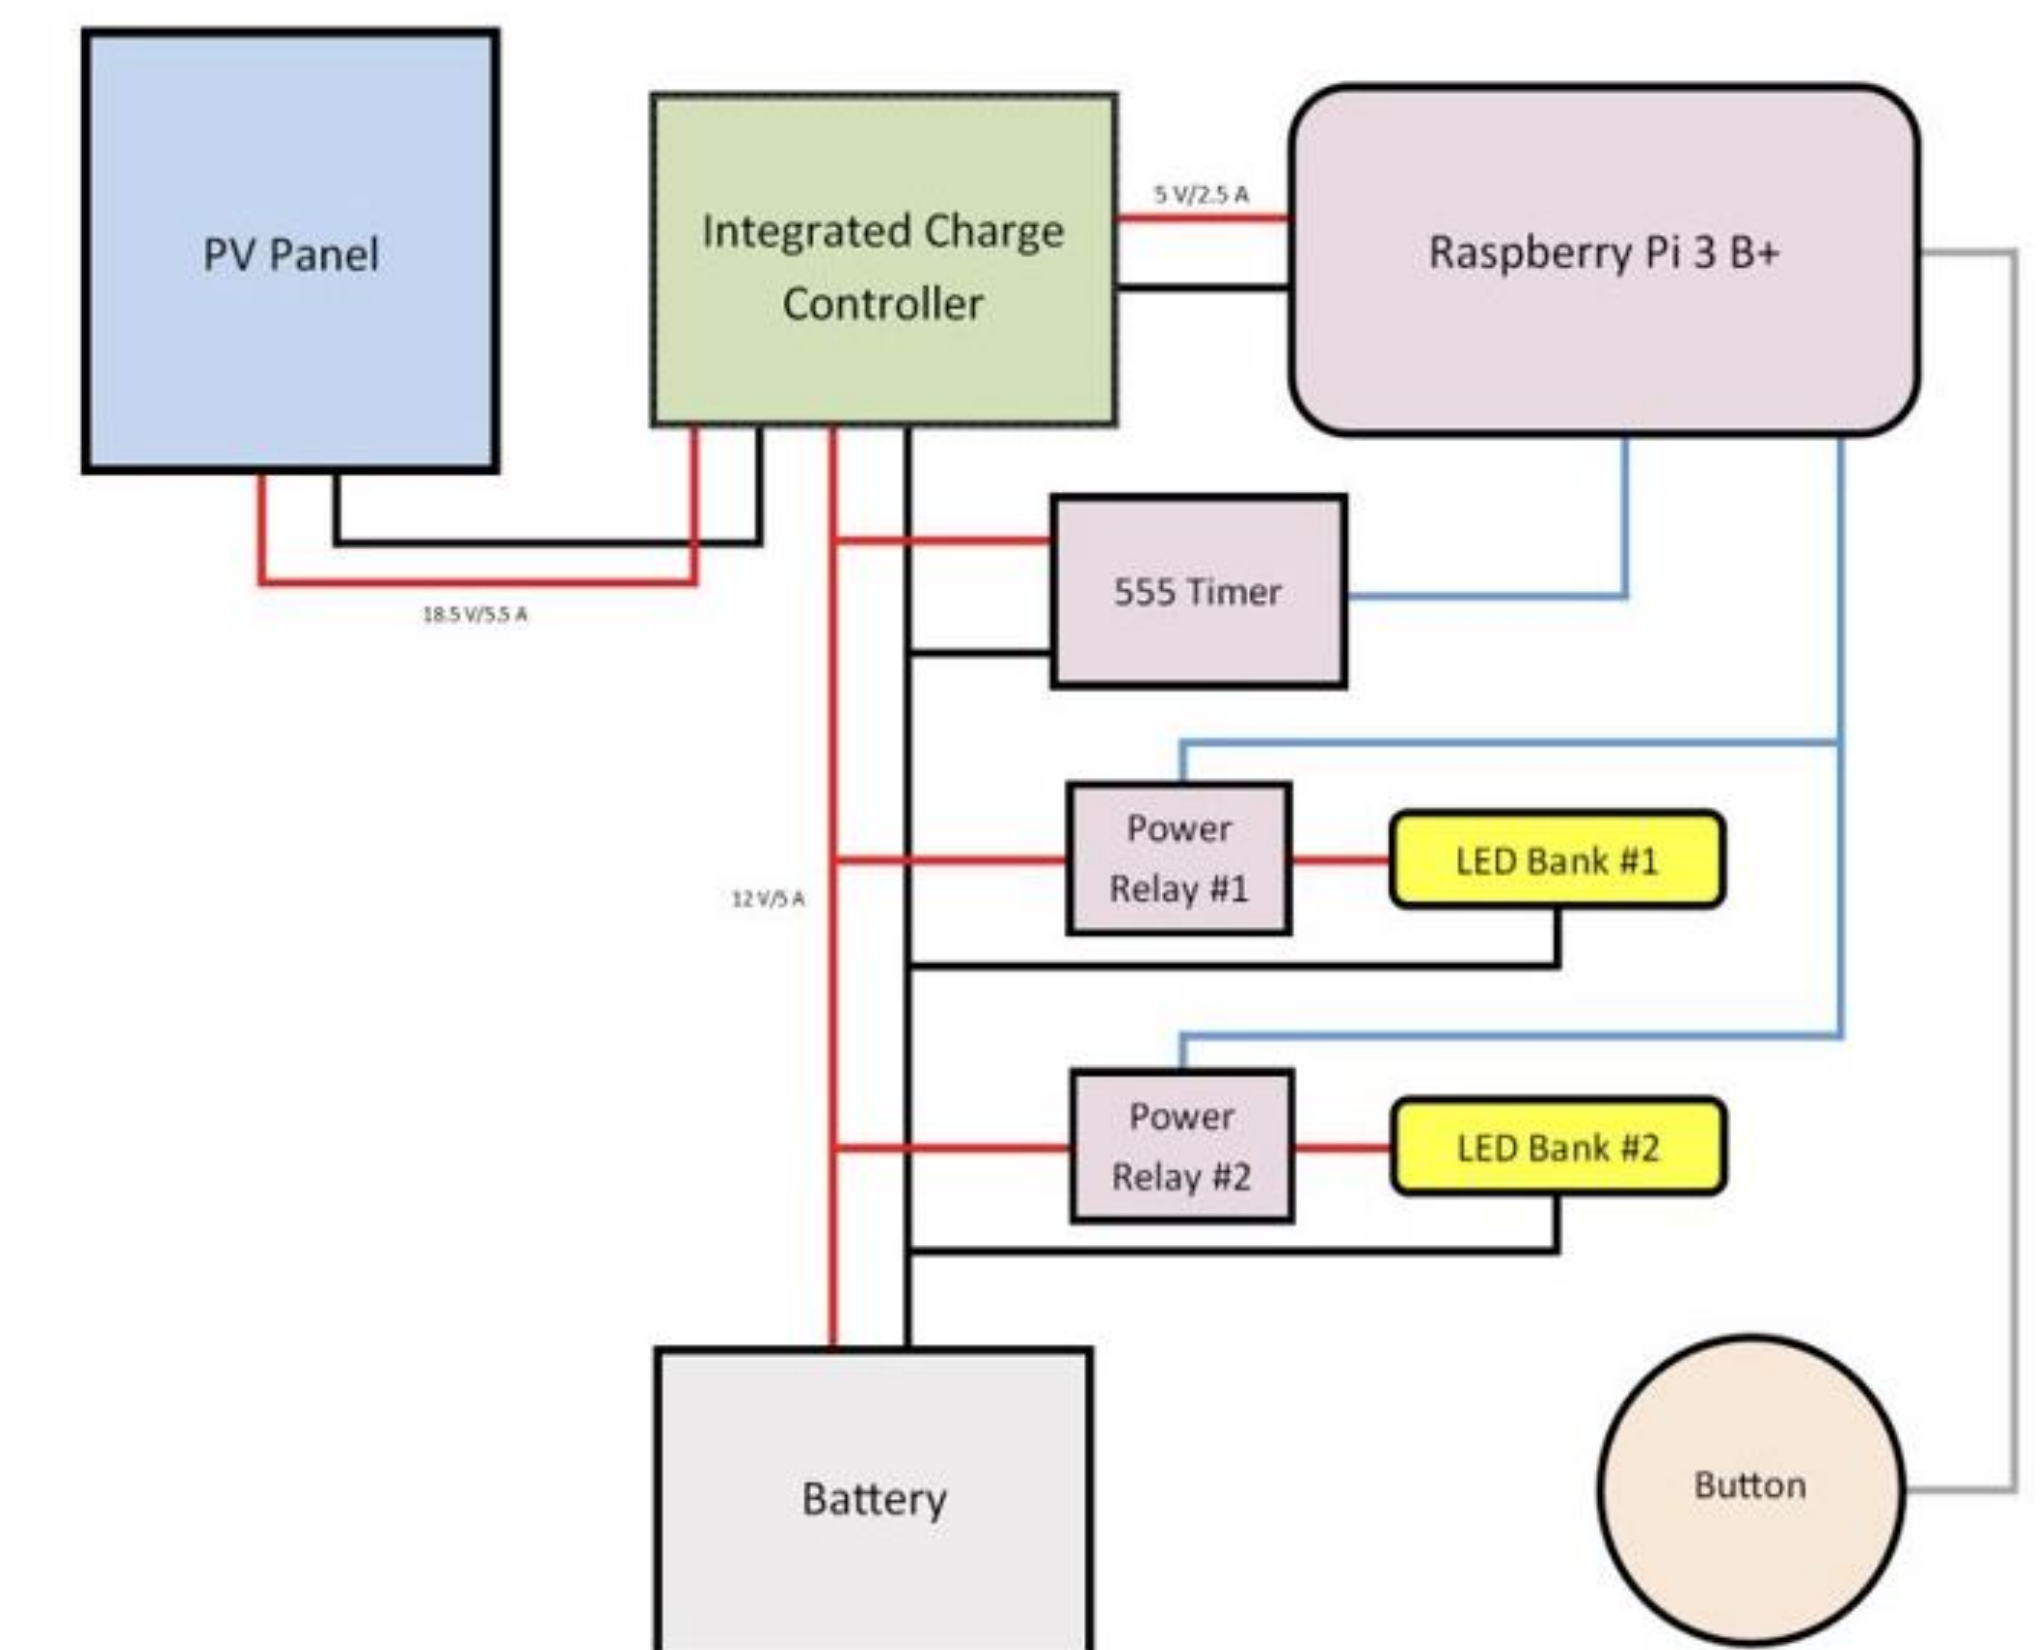 PV Panel
Integrated Charge
Controller
5 V/2.5 A
Raspberry Pi 3 B+
18.5 V/5.5 A
555 Timer
Power
Relay #1
LED Bank #1
12 V/5 A
Power
Relay #2
LED Bank #2
Battery
Button